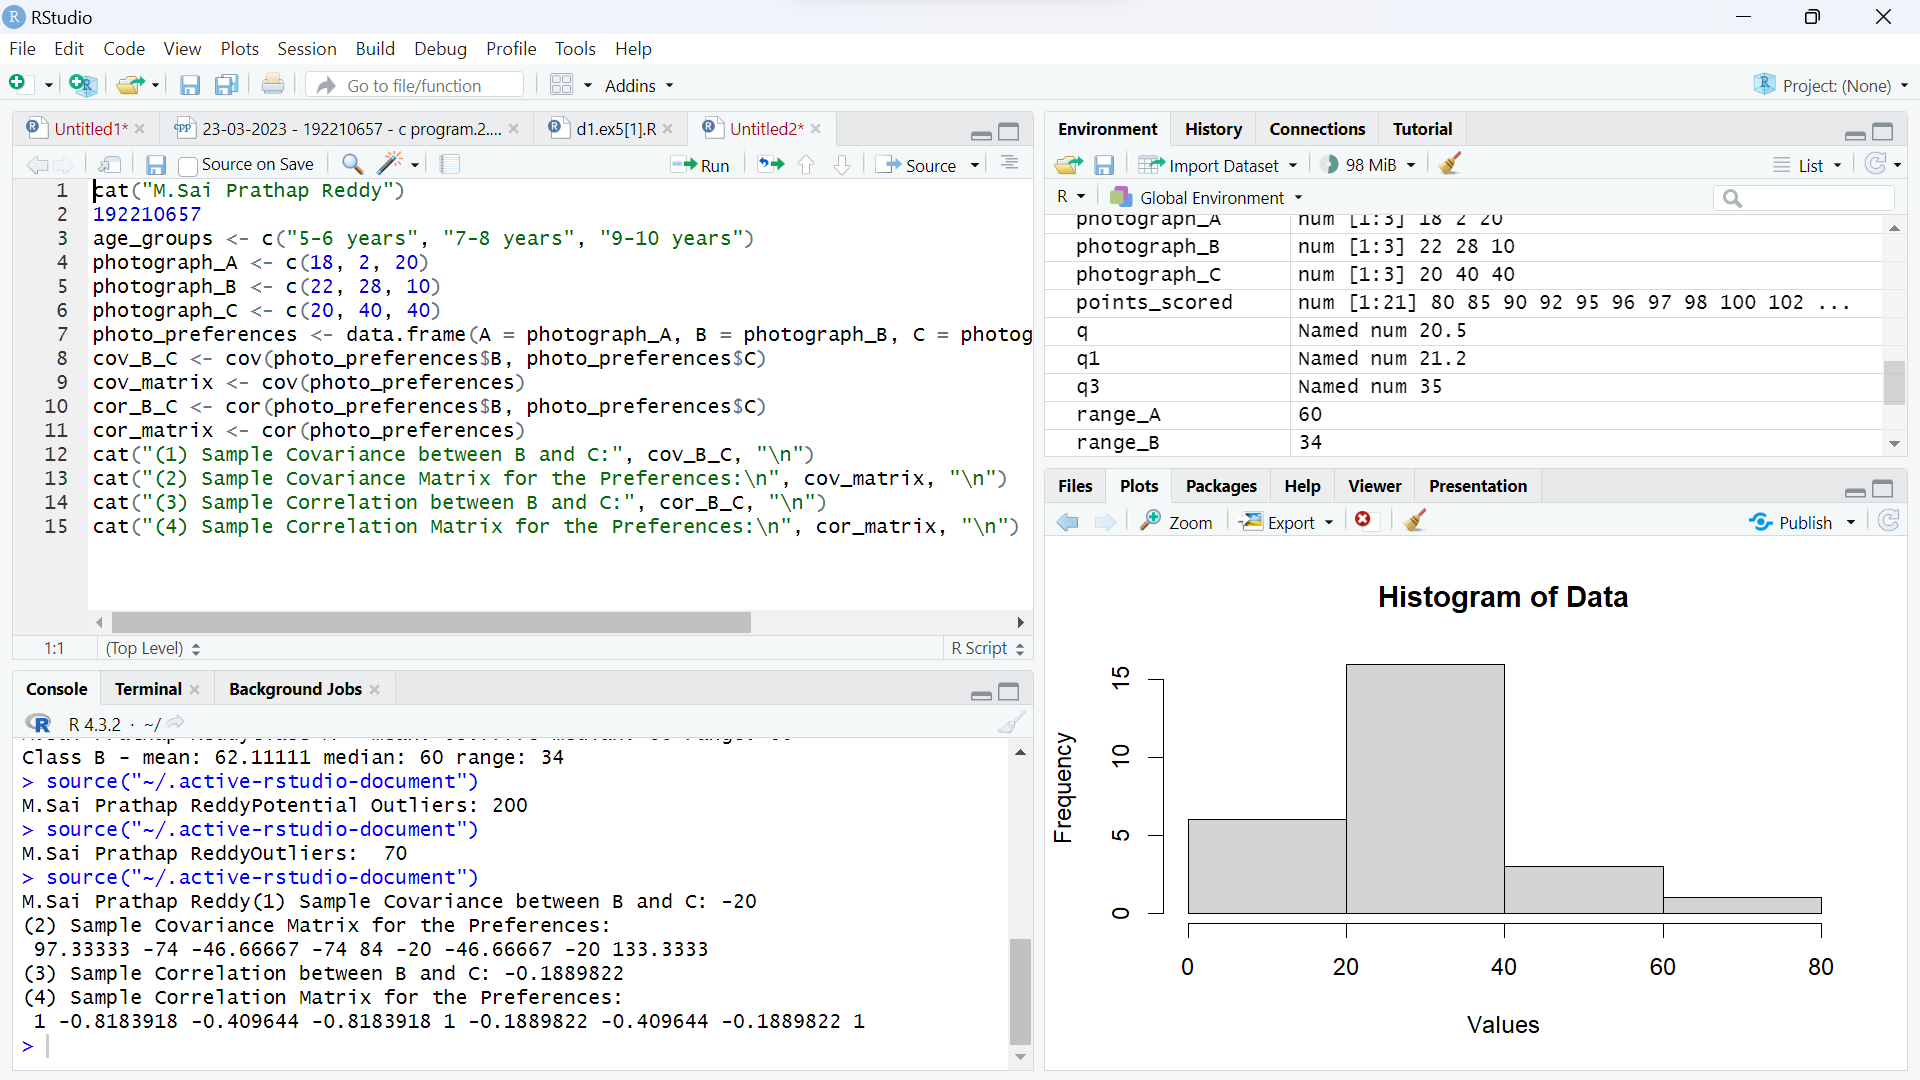 RStudio
File Edit Code View Plots Session Build Debug Profile Tools Help
Go to file/function Addins Project: (None)
Untitled1* 23-03-2023 - 192210657 - c program.2.... d1.ex5[1].R Untitled2*
Source on Save Run Source
1 cat("M.Sai Prathap Reddy")
2 192210657
3 age_groups <- c("5-6 years", "7-8 years", "9-10 years")
4 photograph_A <- c(18, 2, 20)
5 photograph_B <- c(22, 28, 10)
6 photograph_C <- c(20, 40, 40)
7 photo_preferences <- data.frame(A = photograph_A, B = photograph_B, C = photog
8 cov_B_C <- cov(photo_preferences$B, photo_preferences$C)
9 cov_matrix <- cov(photo_preferences)
10 cor_B_C <- cor(photo_preferences$B, photo_preferences$C)
11 cor_matrix <- cor(photo_preferences)
12 cat("(1) Sample Covariance between B and C:", cov_B_C, "\n")
13 cat("(2) Sample Covariance Matrix for the Preferences:\n", cov_matrix, "\n")
14 cat("(3) Sample Correlation between B and C:", cor_B_C, "\n")
15 cat("(4) Sample Correlation Matrix for the Preferences:\n", cor_matrix, "\n")
1:1 (Top Level) R Script
Console Terminal Background Jobs
R 4.3.2 · ~/
Class B - mean: 62.11111 median: 60 range: 34
> source("~/.active-rstudio-document")
M.Sai Prathap ReddyPotential Outliers: 200
> source("~/.active-rstudio-document")
M.Sai Prathap ReddyOutliers: 70
> source("~/.active-rstudio-document")
M.Sai Prathap Reddy(1) Sample Covariance between B and C: -20
(2) Sample Covariance Matrix for the Preferences:
97.33333 -74 -46.66667 -74 84 -20 -46.66667 -20 133.3333
(3) Sample Correlation between B and C: -0.1889822
(4) Sample Correlation Matrix for the Preferences:
1 -0.8183918 -0.409644 -0.8183918 1 -0.1889822 -0.409644 -0.1889822 1
>
Environment History Connections Tutorial
Import Dataset 98 MiB List
R Global Environment
photograph_A num [1:3] 18 2 20
photograph_B num [1:3] 22 28 10
photograph_C num [1:3] 20 40 40
points_scored num [1:21] 80 85 90 92 95 96 97 98 100 102 ...
q Named num 20.5
q1 Named num 21.2
q3 Named num 35
range_A 60
range_B 34
Files Plots Packages Help Viewer Presentation
Zoom Export Publish
Histogram of Data
Frequency
15
10
5
0
0 20 40 60 80
Values